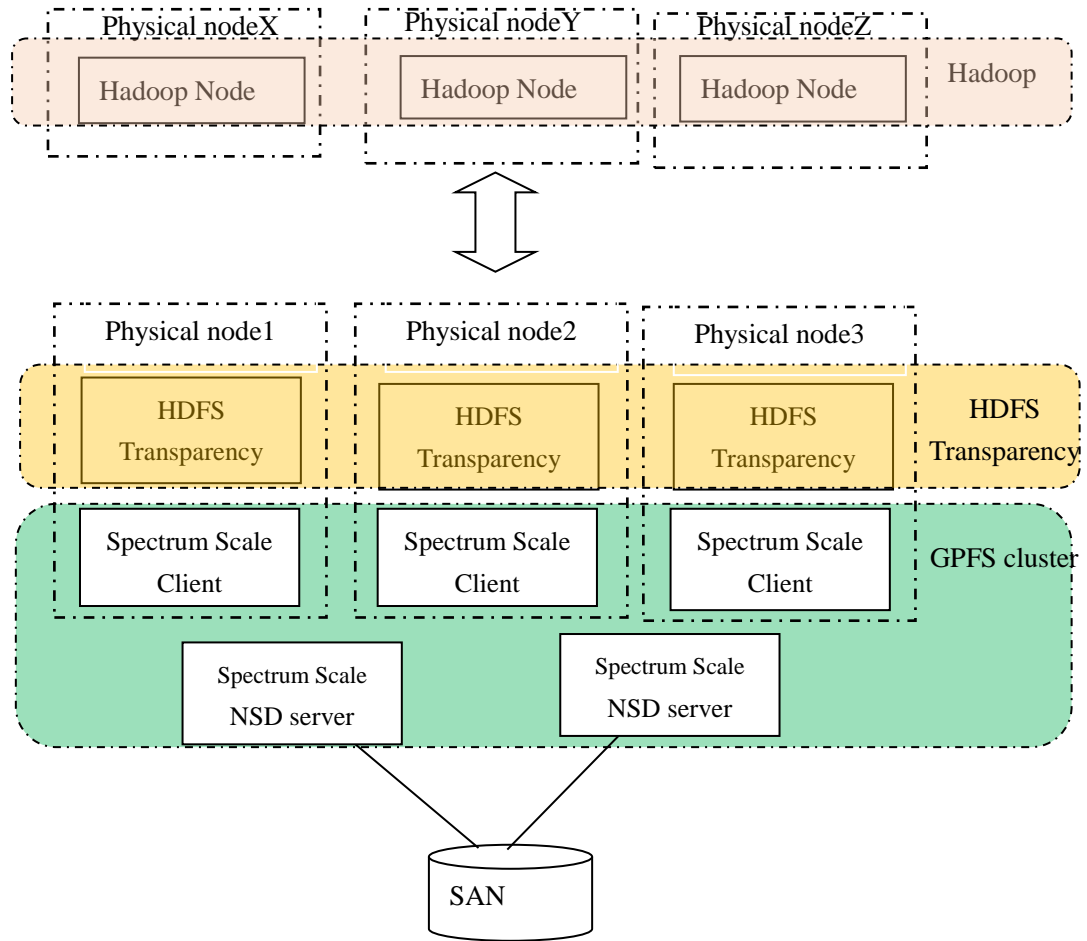 Physical nodeX
Physical nodeY
Physical nodeZ
Hadoop Node
Hadoop Node
Hadoop Node
Hadoop
Physical node1
Physical node2
Physical node3
HDFS
Transparency
HDFS
Transparency
HDFS
Transparency
HDFS
Transparency
Spectrum Scale
Client
Spectrum Scale
Client
Spectrum Scale
Client
GPFS cluster
Spectrum Scale
NSD server
Spectrum Scale
NSD server
SAN